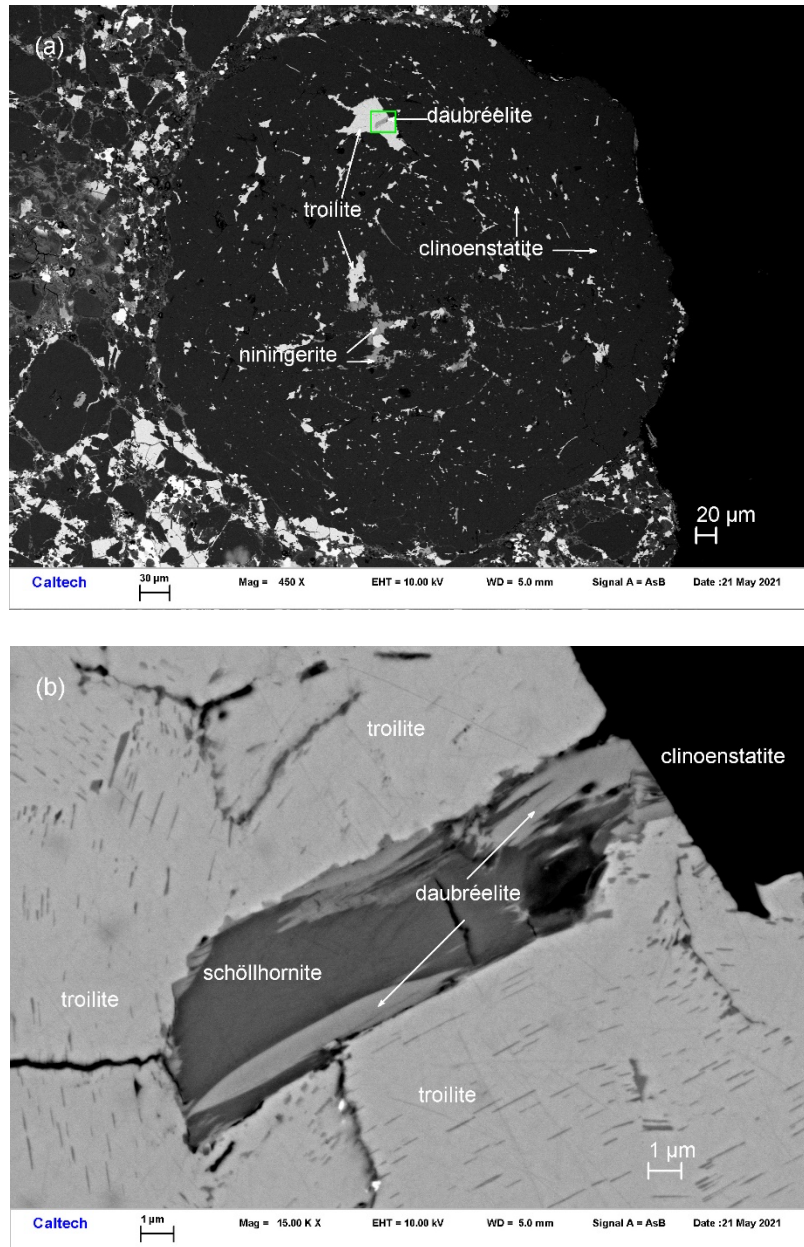 (a)
daubréelite
troilite
clinoenstatite
niningerite
20 µm
Caltech 30 µm Mag = 450 X EHT = 10.00 kV WD = 5.0 mm Signal A = AsB Date :21 May 2021
(b)
troilite
clinoenstatite
daubréelite
schöllhornite
troilite
troilite
1 µm
Caltech 1 µm Mag = 15.00 K X EHT = 10.00 kV WD = 5.0 mm Signal A = AsB Date :21 May 2021